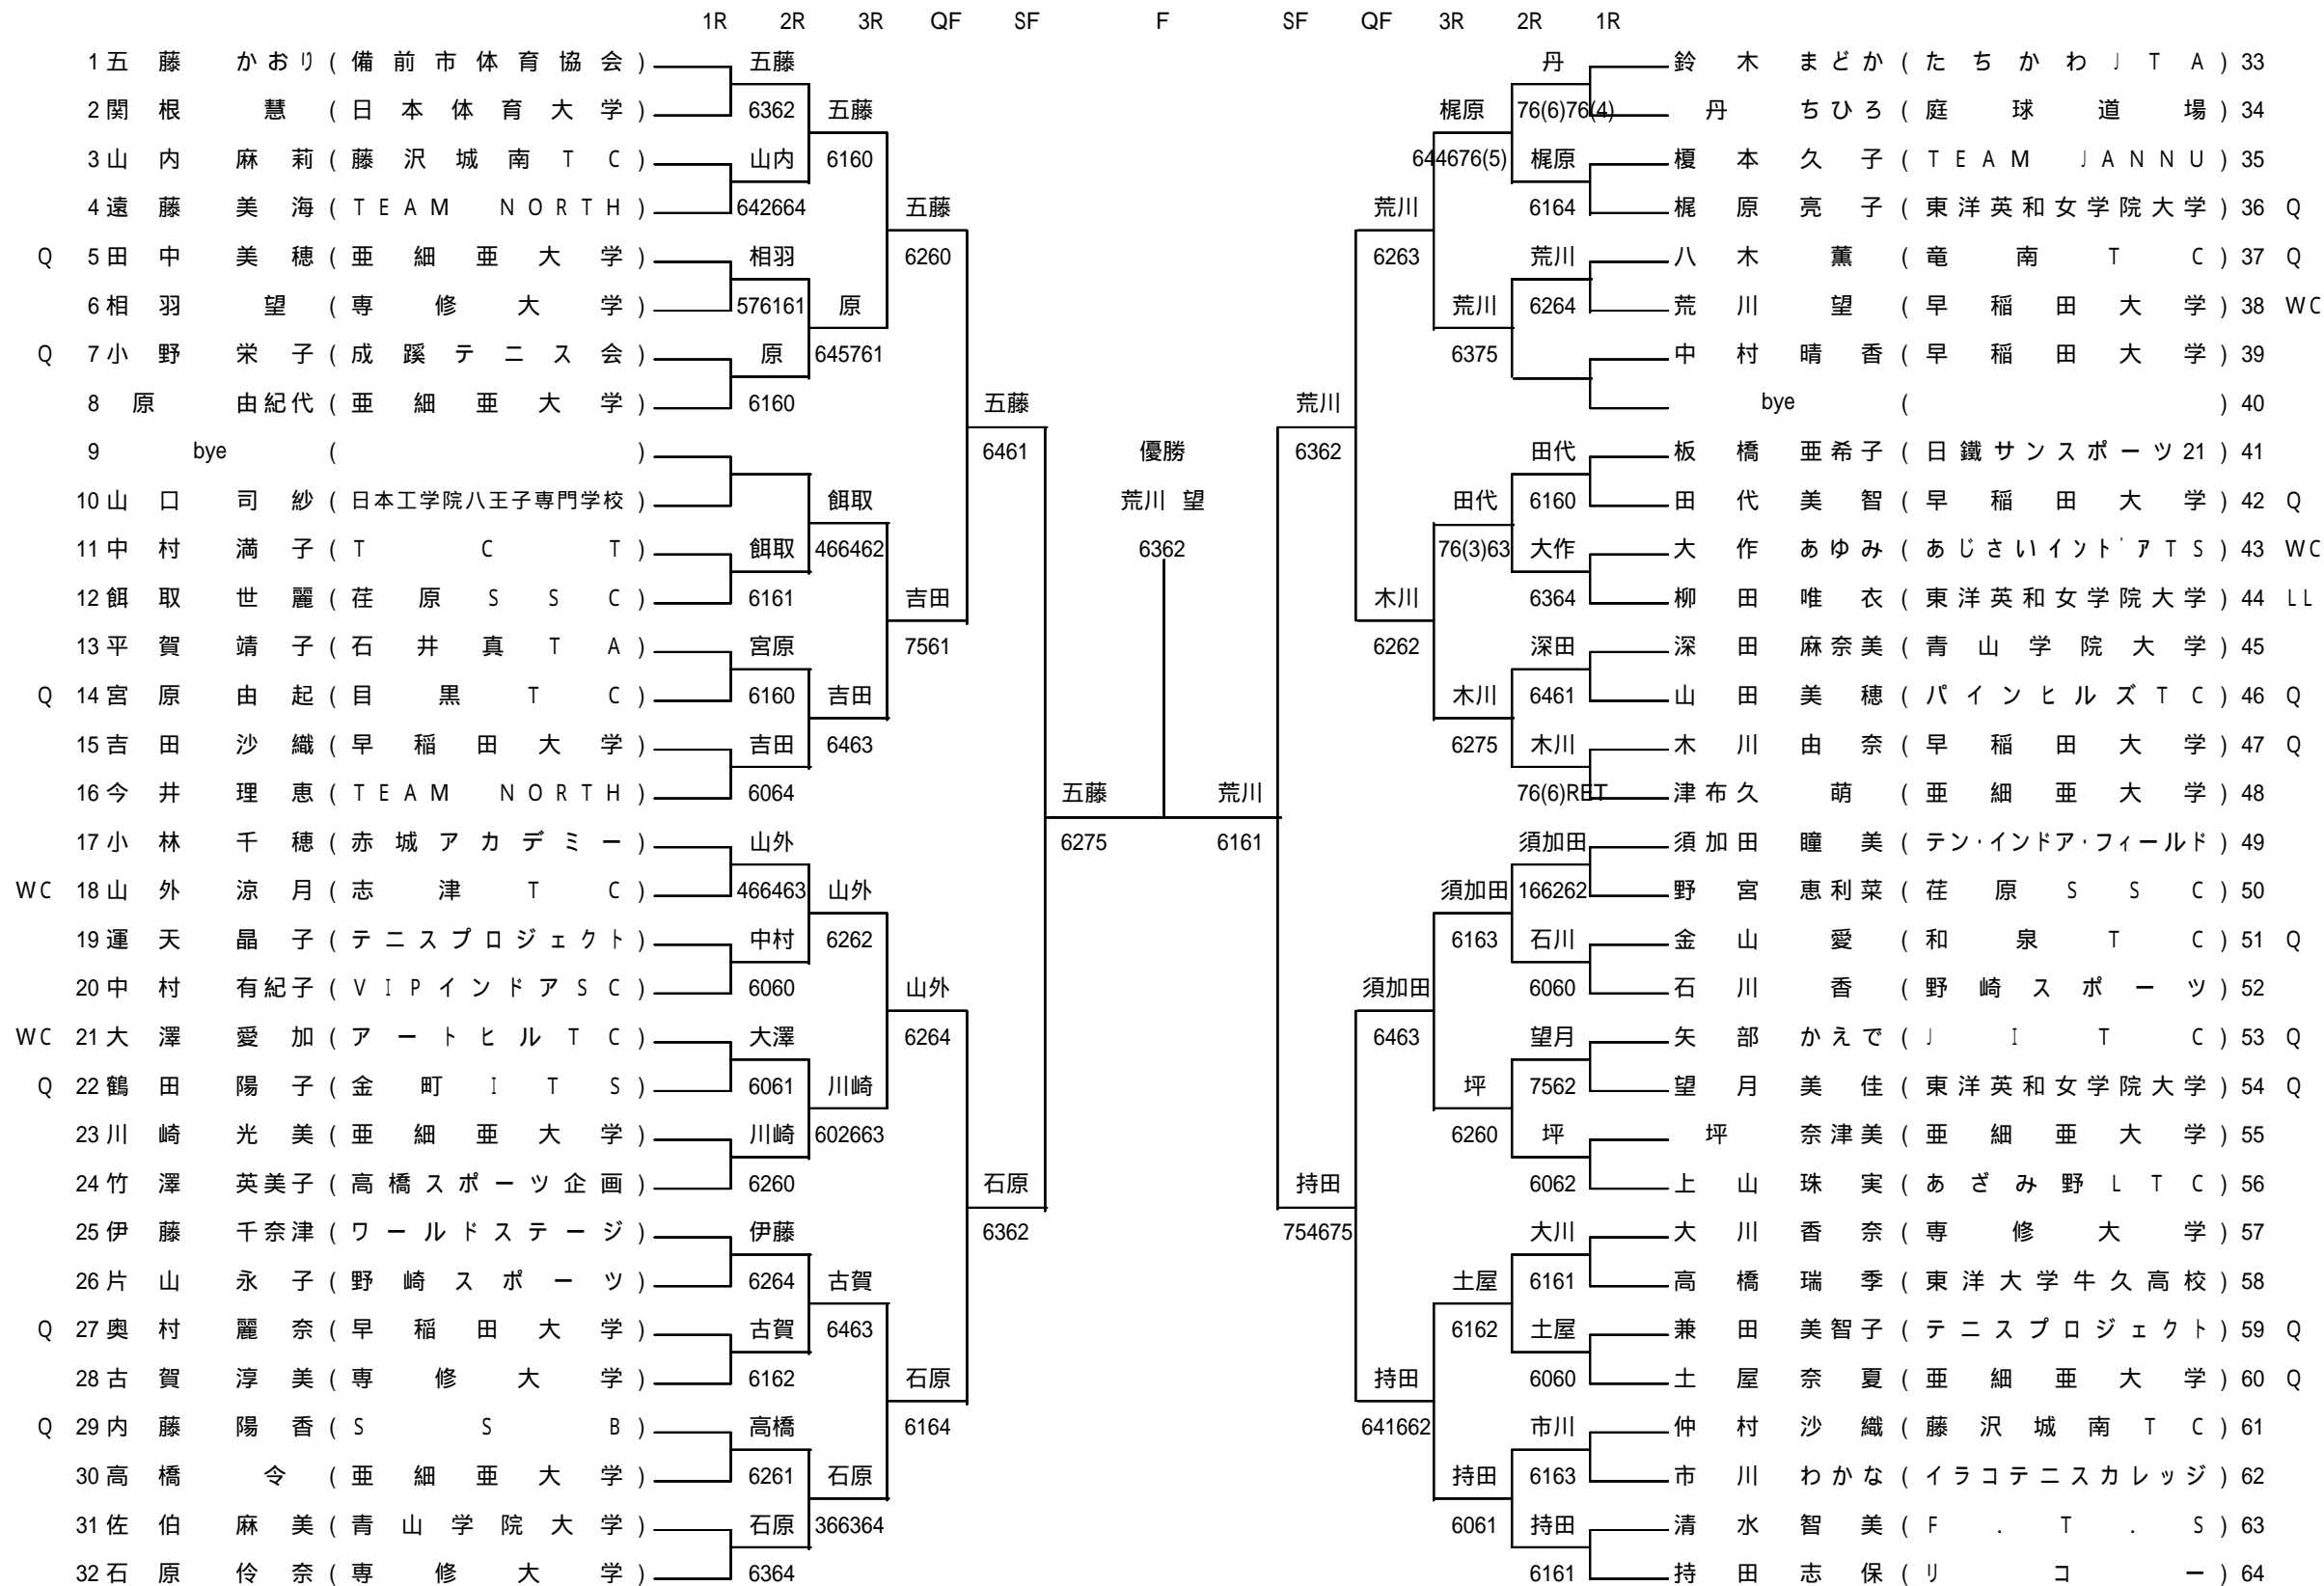 1R 2R 3R QF SF F SF QF 3R 2R 1R
1 五藤 かおり (備前市体育協会) 五藤 丹 鈴木 まどか (たちかわJTA) 33
2 関根 慧 (日本体育大学) 6362 五藤 梶原 76(6)76(4) 丹 ちひろ (庭球道場) 34
3 山内 麻莉 (藤沢城南TC) 山内 6160 644676(5) 梶原 榎本 久子 (TEAM JANNU) 35
4 遠藤 美海 (TEAM NORTH) 642664 五藤 荒川 6164 梶原 亮子 (東洋英和女学院大学) 36 Q
Q 5 田中 美穂 (亜細亜大学) 相羽 6260 6263 荒川 八木 薫 (竜南TC) 37 Q
6 相羽 望 (専修大学) 576161 原 荒川 6264 荒川 望 (早稲田大学) 38 WC
Q 7 小野 栄子 (成蹊テニス会) 原 645761 6375 中村 晴香 (早稲田大学) 39
8 原 由紀代 (亜細亜大学) 6160 五藤 荒川 bye ( ) 40
9 bye ( ) 6461 優勝 6362 田代 板橋 亜希子 (日鐵サンスポーツ21) 41
10 山口 司紗 (日本工学院八王子専門学校) 餌取 荒川 望 田代 6160 田代 美智 (早稲田大学) 42 Q
11 中村 満子 (TCT) 餌取 466462 6362 76(3)63 大作 大作 あゆみ (あじさいインドアTS) 43 WC
12 餌取 世麗 (荏原SSC) 6161 吉田 木川 6364 柳田 唯衣 (東洋英和女学院大学) 44 LL
13 平賀 靖子 (石井真TA) 宮原 7561 6262 深田 深田 麻奈美 (青山学院大学) 45
Q 14 宮原 由起 (目黒TC) 6160 吉田 木川 6461 山田 美穂 (パインヒルズTC) 46 Q
15 吉田 沙織 (早稲田大学) 吉田 6463 6275 木川 木川 由奈 (早稲田大学) 47 Q
16 今井 理恵 (TEAM NORTH) 6064 五藤 荒川 76(6)RET 津布久 萌 (亜細亜大学) 48
17 小林 千穂 (赤城アカデミー) 山外 6275 6161 須加田 須加田 瞳美 (テン・インドア・フィールド) 49
WC 18 山外 涼月 (志津TC) 466463 山外 須加田 166262 野宮 恵利菜 (荏原SSC) 50
19 運天 晶子 (テニスプロジェクト) 中村 6262 6163 石川 金山 愛 (和泉TC) 51 Q
20 中村 有紀子 (VIPインドアSC) 6060 山外 須加田 6060 石川 香 (野崎スポーツ) 52
WC 21 大澤 愛加 (アートヒルTC) 大澤 6264 6463 望月 矢部 かえで (JITC) 53 Q
Q 22 鶴田 陽子 (金町ITS) 6061 川崎 坪 7562 望月 美佳 (東洋英和女学院大学) 54 Q
23 川崎 光美 (亜細亜大学) 川崎 602663 6260 坪 坪 奈津美 (亜細亜大学) 55
24 竹澤 英美子 (高橋スポーツ企画) 6260 石原 持田 6062 上山 珠実 (あざみ野LTC) 56
25 伊藤 千奈津 (ワールドステージ) 伊藤 6362 754675 大川 大川 香奈 (専修大学) 57
26 片山 永子 (野崎スポーツ) 6264 古賀 土屋 6161 高橋 瑞季 (東洋大学牛久高校) 58
Q 27 奥村 麗奈 (早稲田大学) 古賀 6463 6162 土屋 兼田 美智子 (テニスプロジェクト) 59 Q
28 古賀 淳美 (専修大学) 6162 石原 持田 6060 土屋 奈夏 (亜細亜大学) 60 Q
Q 29 内藤 陽香 (SSB) 高橋 6164 641662 市川 仲村 沙織 (藤沢城南TC) 61
30 高橋 令 (亜細亜大学) 6261 石原 持田 6163 市川 わかな (イラコテニスカレッジ) 62
31 佐伯 麻美 (青山学院大学) 石原 366364 6061 持田 清水 智美 (F.T.S) 63
32 石原 伶奈 (専修大学) 6364 6161 持田 志保 (リコー) 64